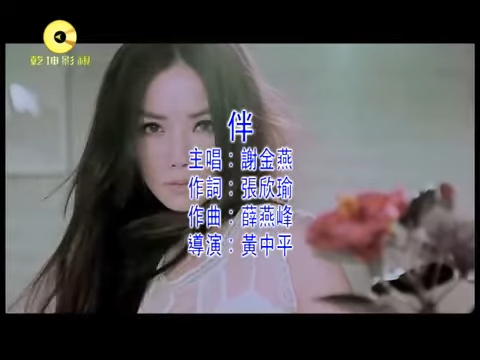 乾坤影視
伴
主唱：謝金燕
作詞：張欣瑜
作曲：薛燕峰
導演：黃中平